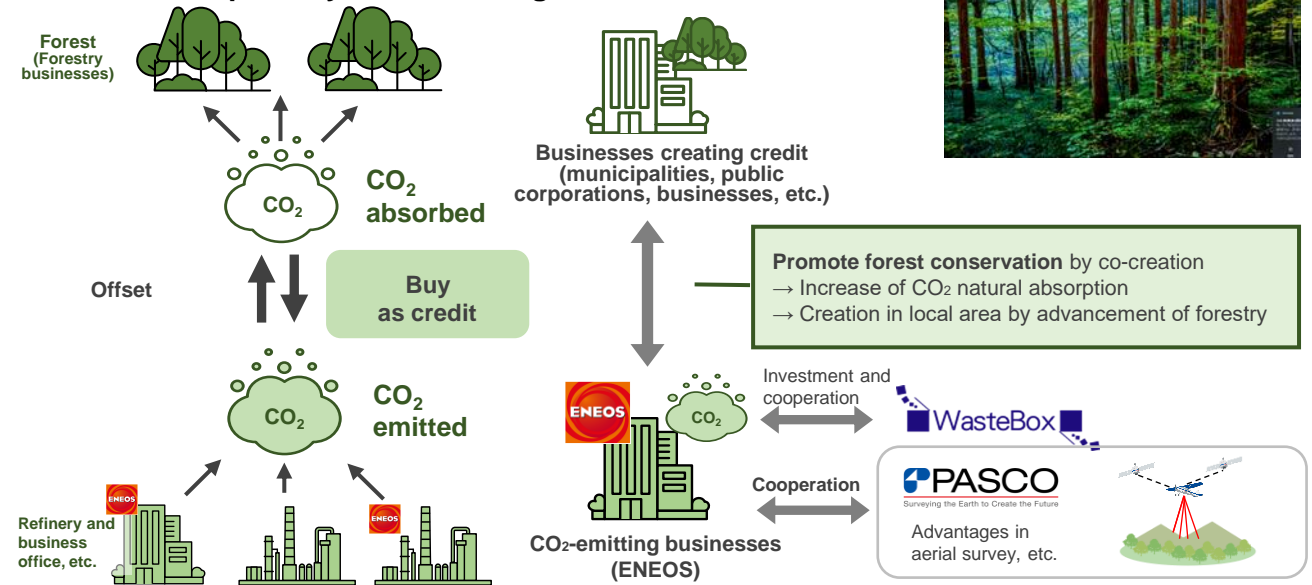 Forest
(Forestry
businesses)
CO2
CO2
absorbed
Offset
Buy
as credit
CO2
CO2
emitted
ENEOS
ENEOS
Refinery and
business
office, etc.
Businesses creating credit
(municipalities, public
corporations, businesses, etc.)
Promote forest conservation by co-creation
→ Increase of CO2 natural absorption
→ Creation in local area by advancement of forestry
ENEOS
CO2
Investment and
cooperation
WasteBox
Cooperation
PASCO
Surveying the Earth to Create the Future
Advantages in
aerial survey, etc.
CO2-emitting businesses
(ENEOS)